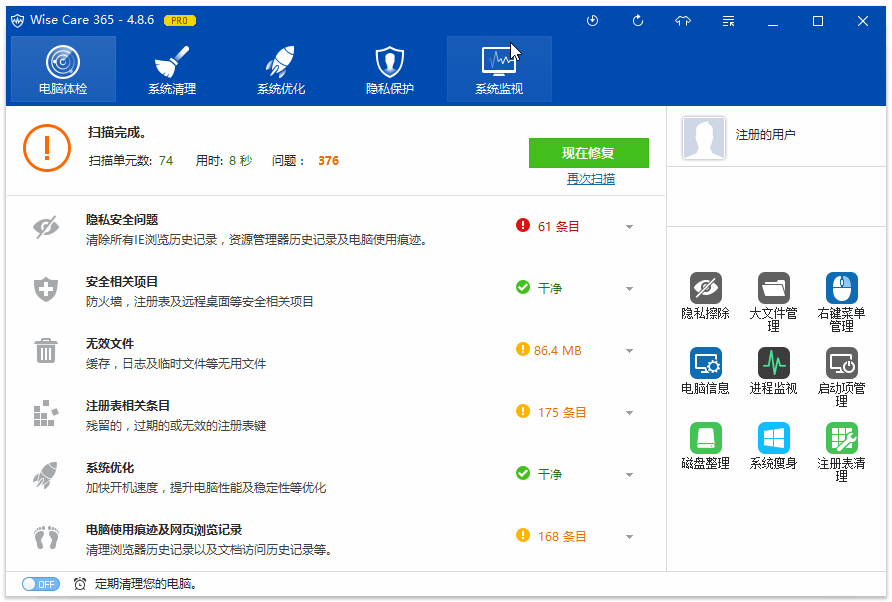 Wise Care 365 - 4.8.6 PRO
电脑体检
系统清理
系统优化
隐私保护
系统监视
扫描完成。
扫描单元数: 74 用时: 8 秒 问题： 376
现在修复
再次扫描
注册的用户
隐私安全问题
清除所有IE浏览历史记录，资源管理器历史记录及电脑使用痕迹。
61 条目
安全相关项目
防火墙，注册表及远程桌面等安全相关项目
干净
无效文件
缓存，日志及临时文件等无用文件
86.4 MB
注册表相关条目
残留的，过期的或无效的注册表键
175 条目
系统优化
加快开机速度，提升电脑性能及稳定性等优化
干净
电脑使用痕迹及网页浏览记录
清理浏览器历史记录以及文档访问历史记录等。
168 条目
隐私擦除
大文件管
理
右键菜单
管理
电脑信息
进程监视
启动项管
理
磁盘整理
系统瘦身
注册表清
理
OFF 定期清理您的电脑。